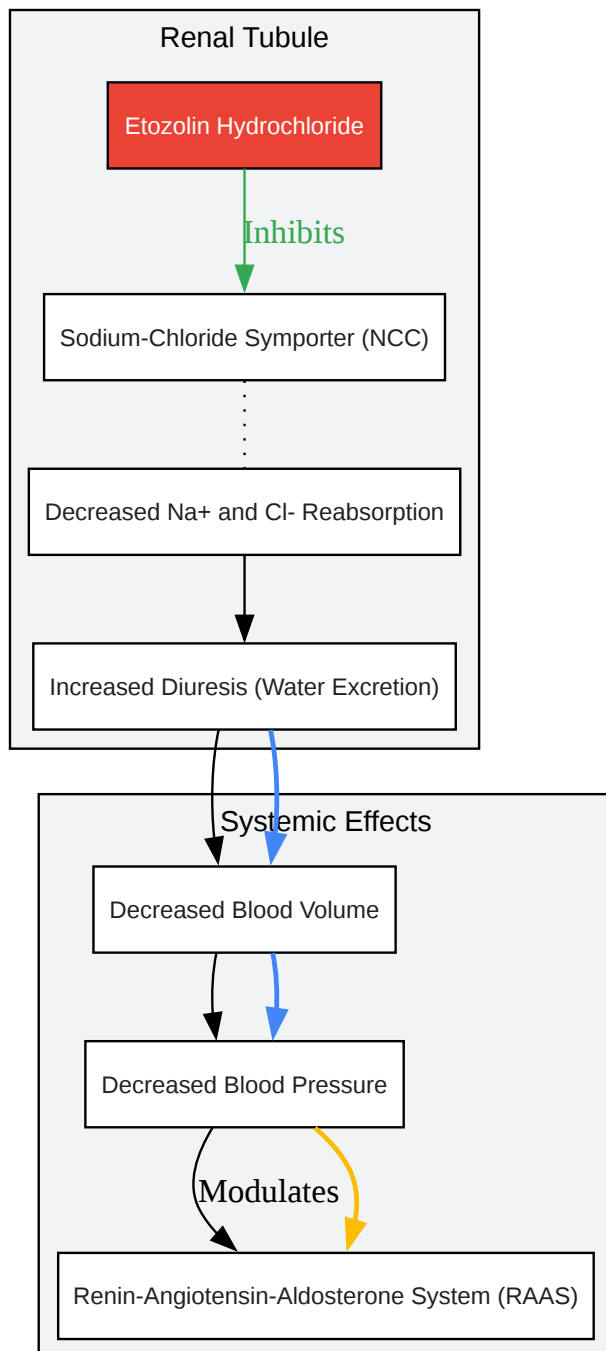 Renal Tubule
Etozolin Hydrochloride
Inhibits
Sodium-Chloride Symporter (NCC)
Decreased Na+ and Cl- Reabsorption
Increased Diuresis (Water Excretion)
Systemic Effects
Decreased Blood Volume
Decreased Blood Pressure
Modulates
Renin-Angiotensin-Aldosterone System (RAAS)